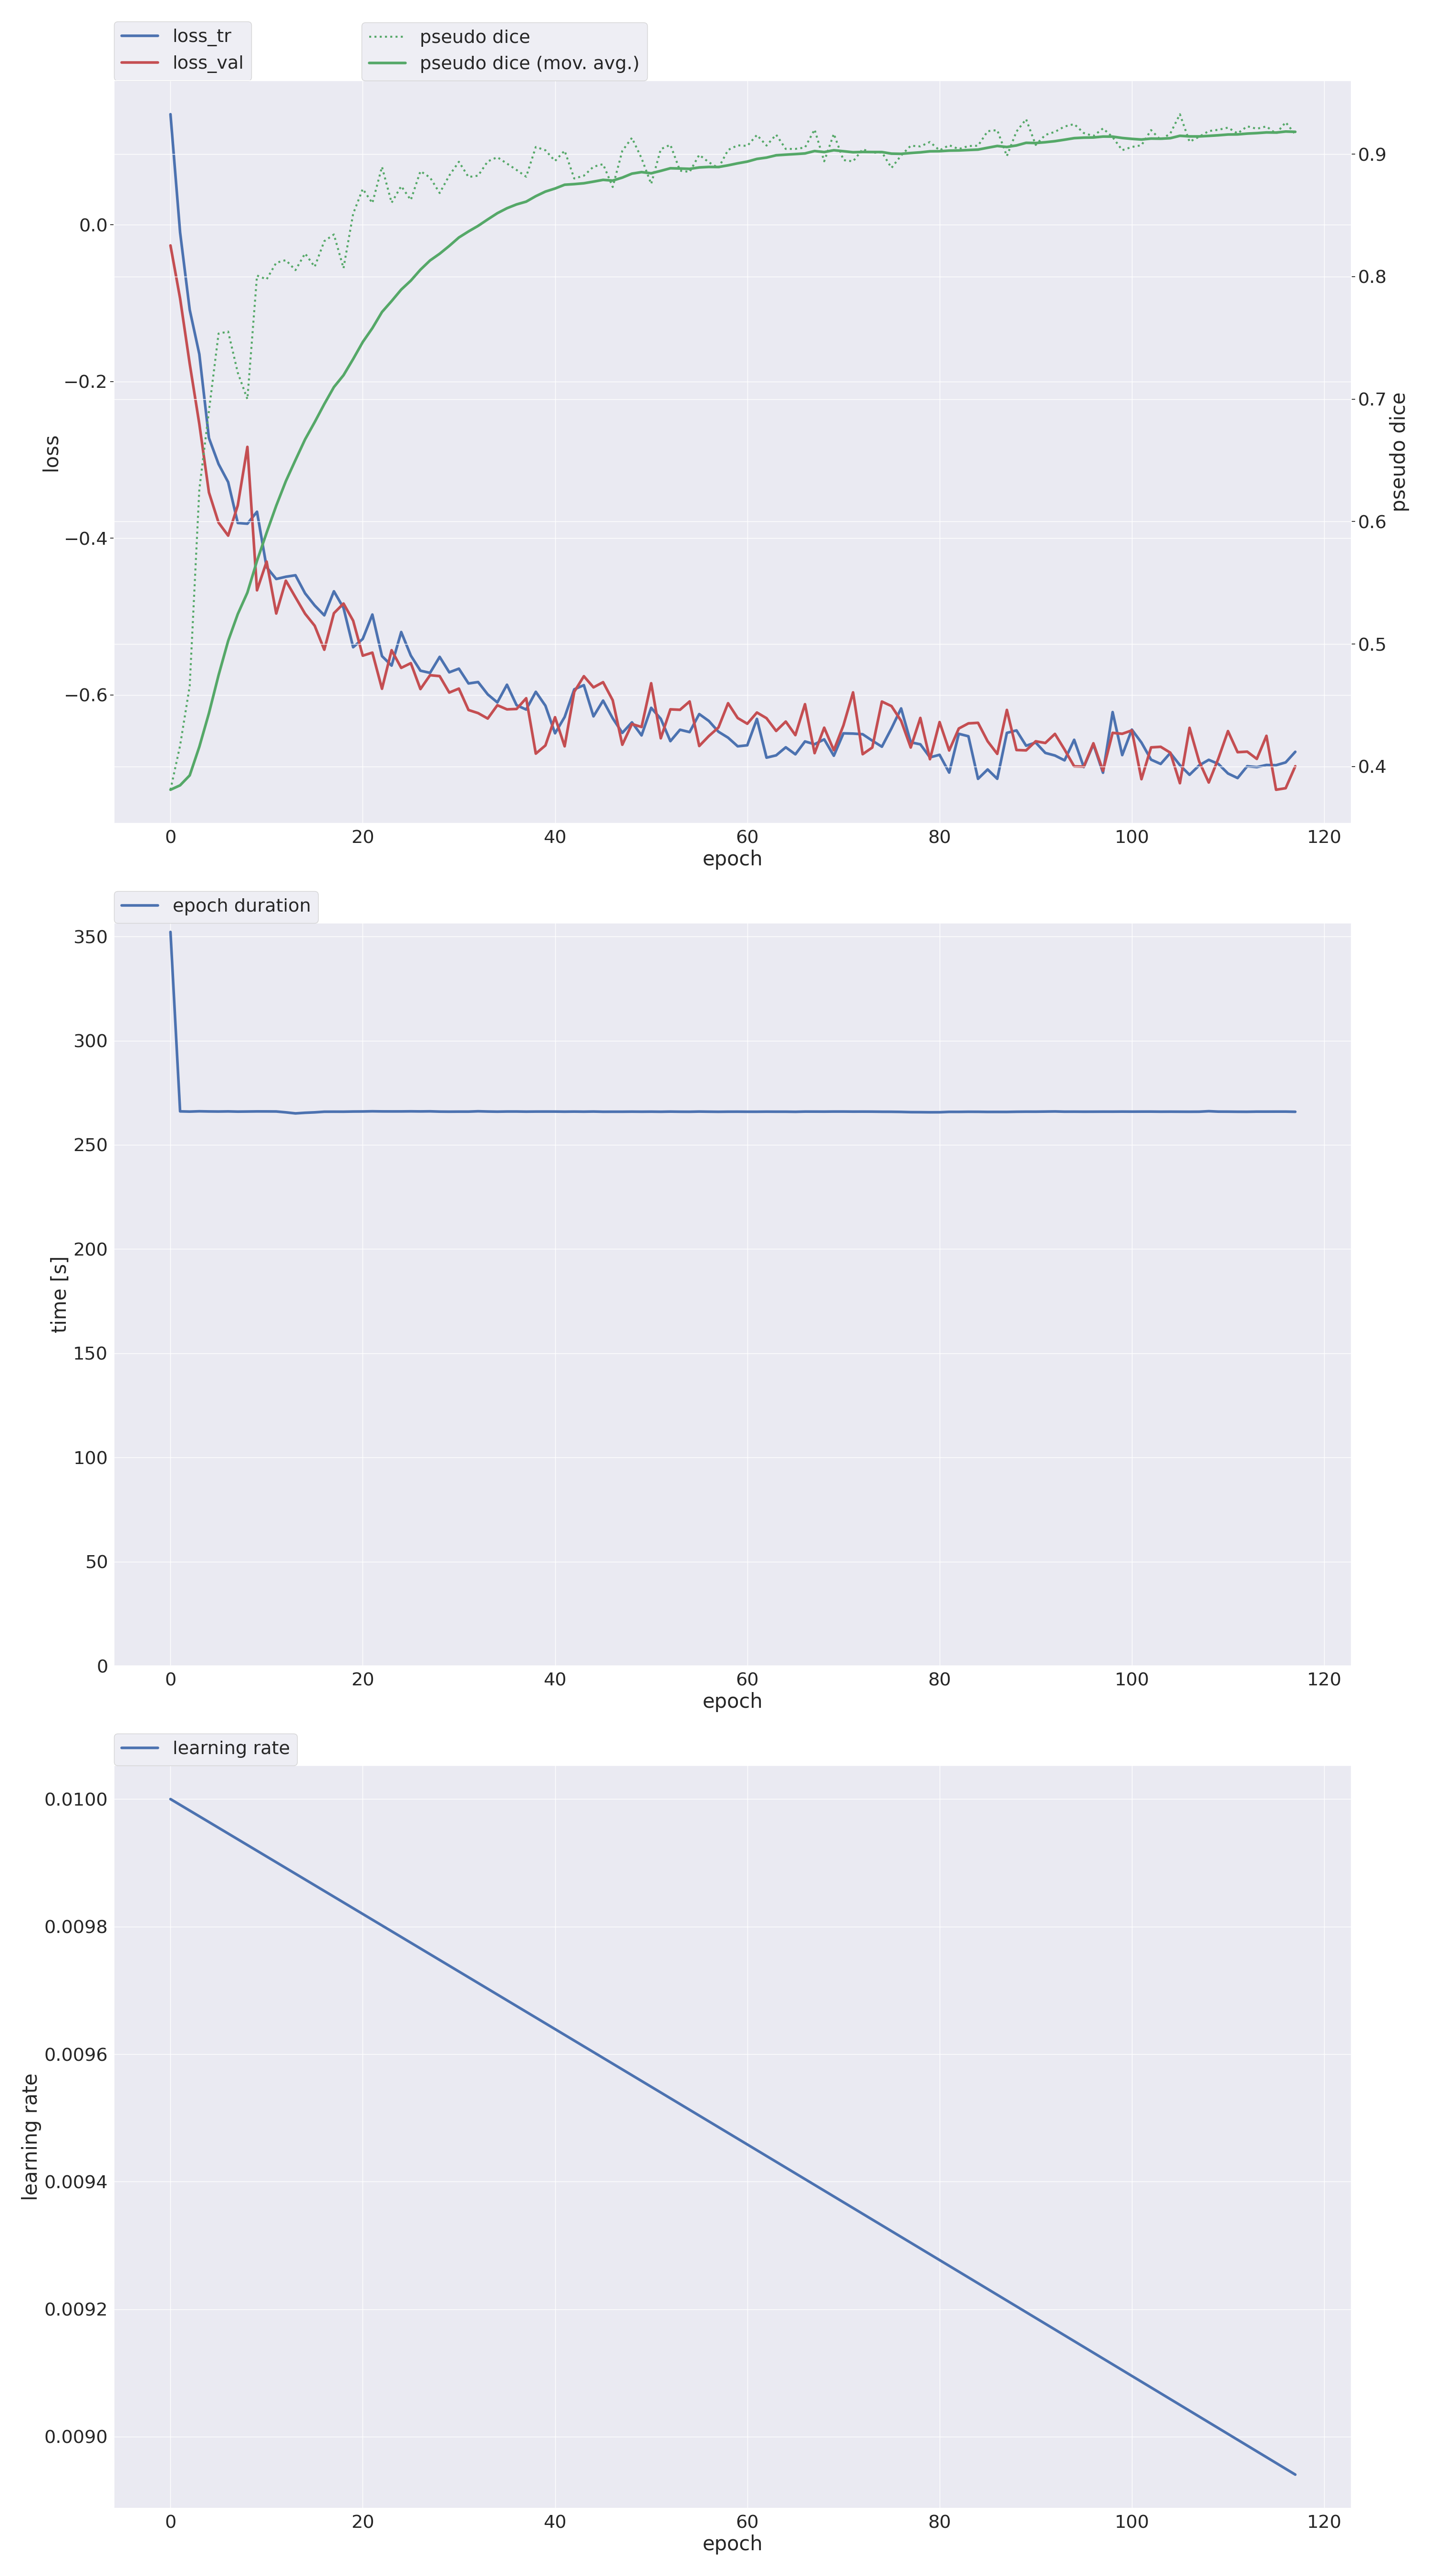 loss_tr
loss_val
pseudo dice
pseudo dice (mov. avg.)
0.0
−0.2
−0.4
−0.6
loss
0.9
0.8
0.7
0.6
0.5
0.4
pseudo dice
0 20 40 60 80 100 120
epoch
epoch duration
350
300
250
200
150
100
50
0
time [s]
0 20 40 60 80 100 120
epoch
learning rate
0.0100
0.0098
0.0096
0.0094
0.0092
0.0090
learning rate
0 20 40 60 80 100 120
epoch